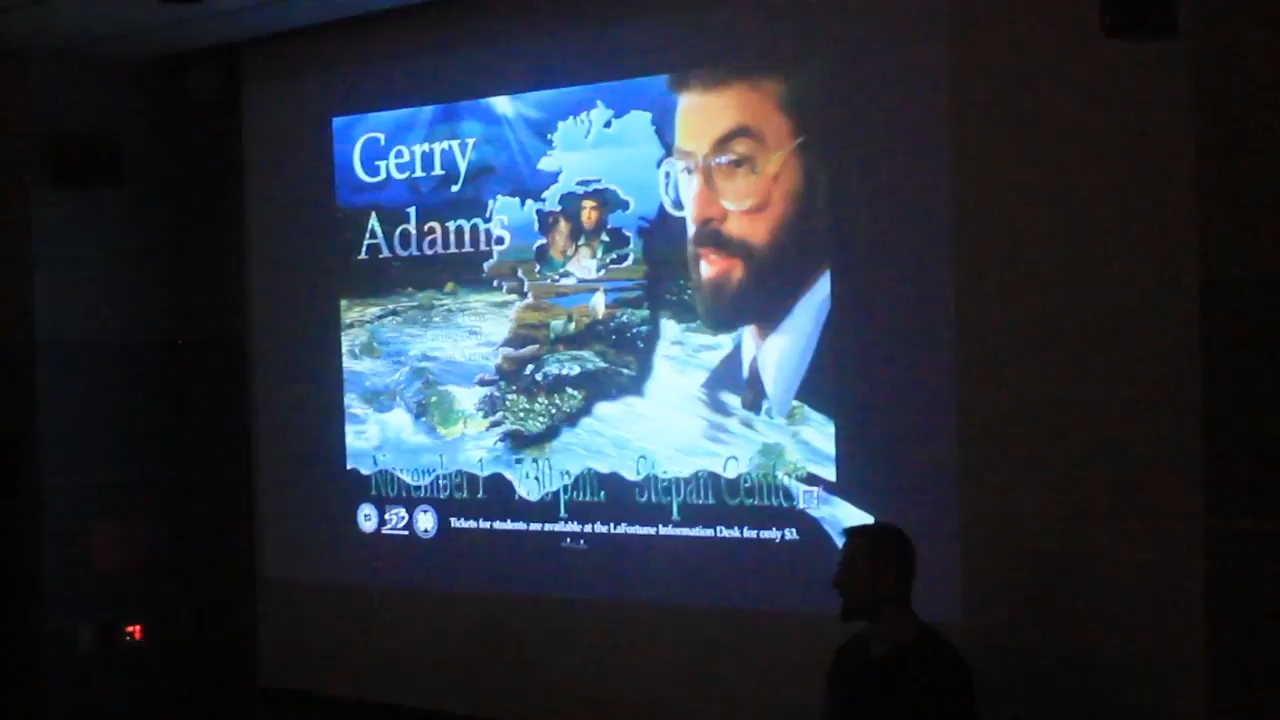 Gerry
Adams
November 1 7:30 p.m. Stepan Center
Tickets for students are available at the LaFortune Information Desk for only $3.